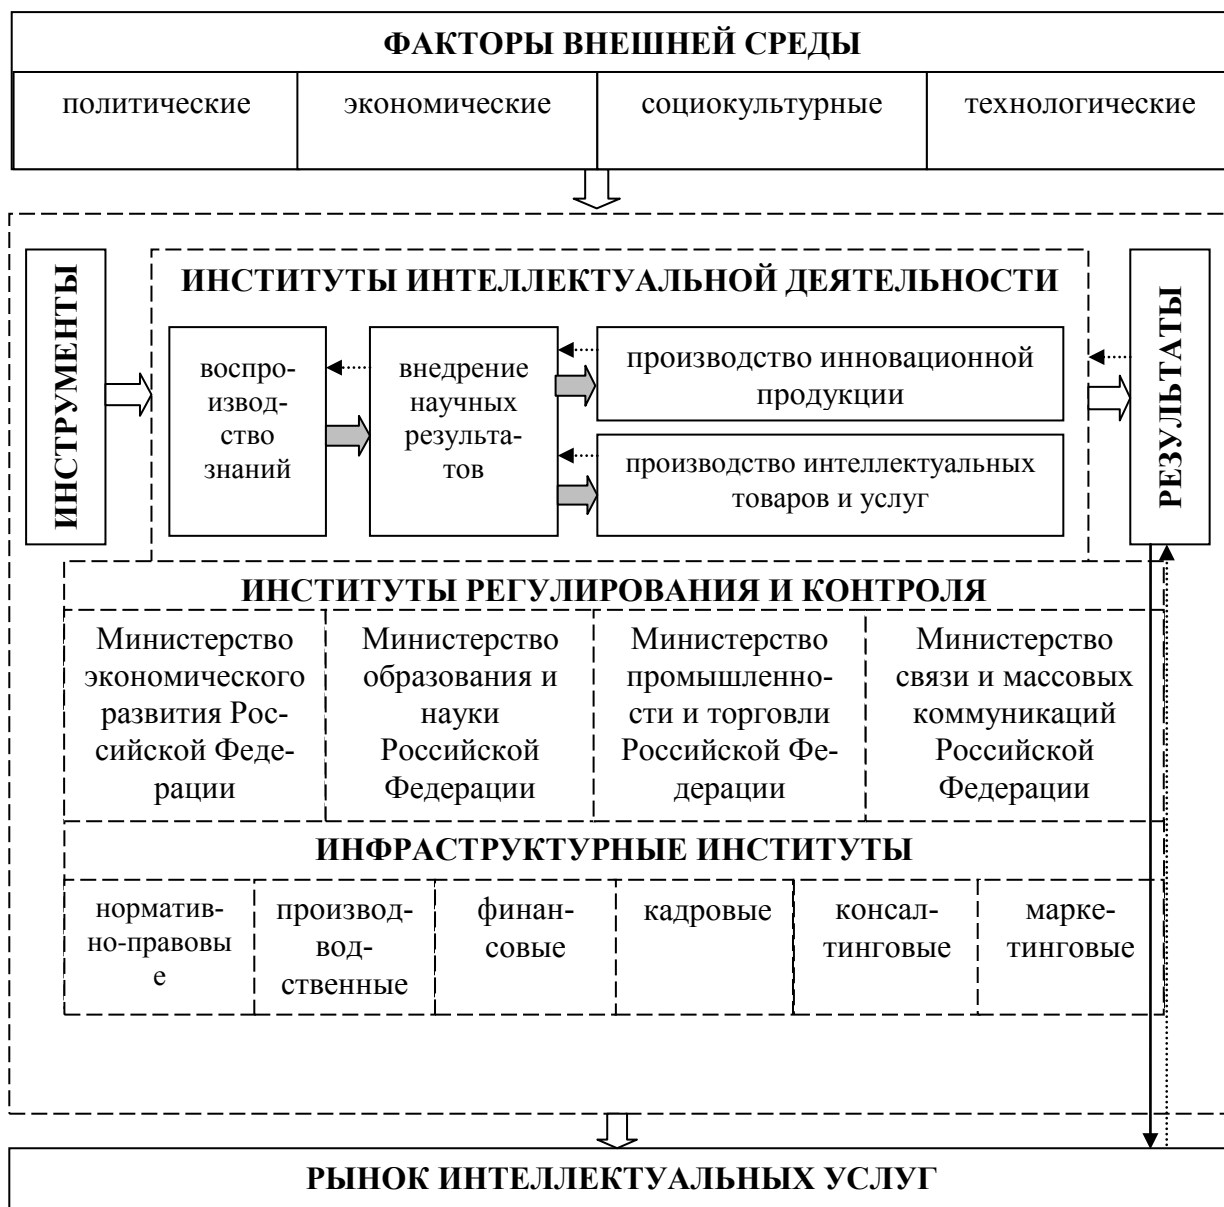 ФАКТОРЫ ВНЕШНЕЙ СРЕДЫ
политические
экономические
социокультурные
технологические
ИНСТРУМЕНТЫ
ИНСТИТУТЫ ИНТЕЛЛЕКТУАЛЬНОЙ ДЕЯТЕЛЬНОСТИ
воспро-
изводд-
ство
знаний
внедрение
научных
результа-
тов
производство инновационной
продукции
производство интеллектуальных
товаров и услуг
РЕЗУЛЬТАТЫ
ИНСТИТУТЫ РЕГУЛИРОВАНИЯ И КОНТРОЛЯ
Министерство
экономического
развития Рос-
сийской Феде-
рации
Министерство
образования и
науки
Российской
Федерации
Министерство
промышленно-
сти и торговли
Российской Фе-
дерации
Министерство
связи и массовых
коммуникаций
Российской
Федерации
ИНФРАСТРУКТУРНЫЕ ИНСТИТУТЫ
норматив-
но-правовы
е
производ-
вод-
ственные
финан-
совые
кадровые
консал-
тинговые
марке-
тинговые
РЫНОК ИНТЕЛЛЕКТУАЛЬНЫХ УСЛУГ